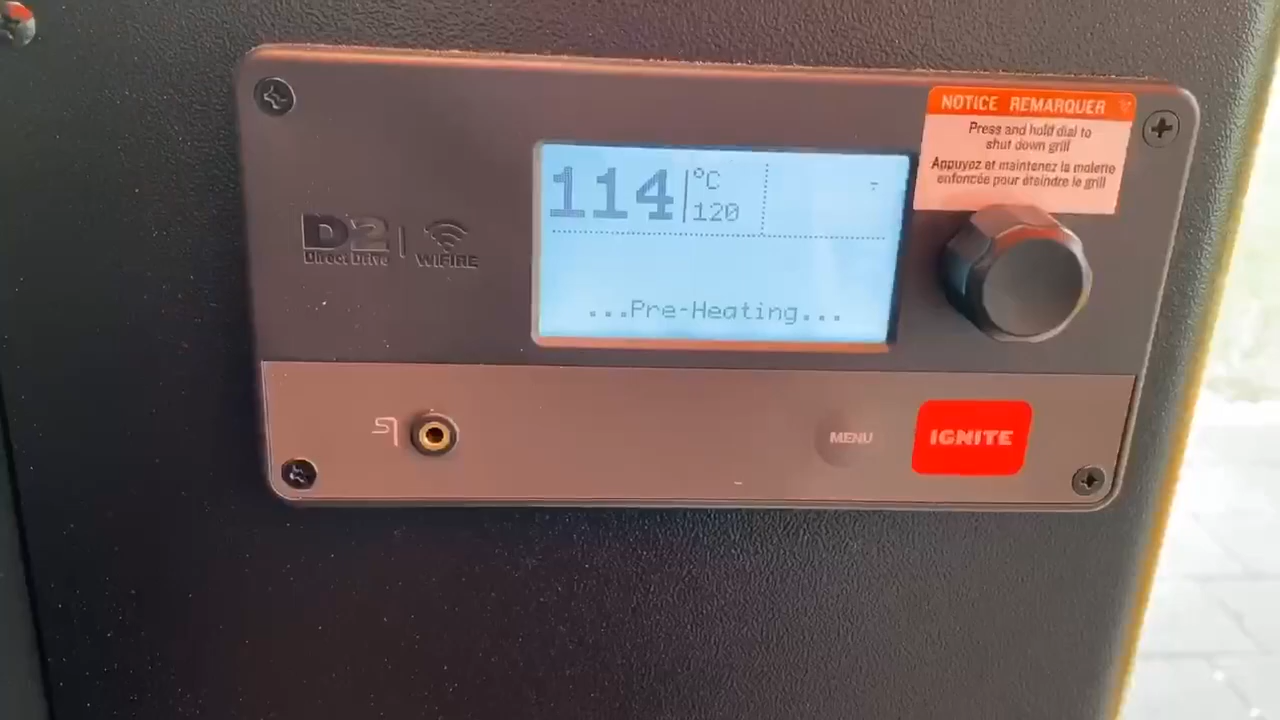 NOTICE REMARQUER
Press and hold dial to
shut down grill
Appuyez et maintenez la molette
enfoncée pour éteindre le grill
114 °C
120
D2
Direct Drive
WiFIRE
...Pre-Heating...
MENU
IGNITE